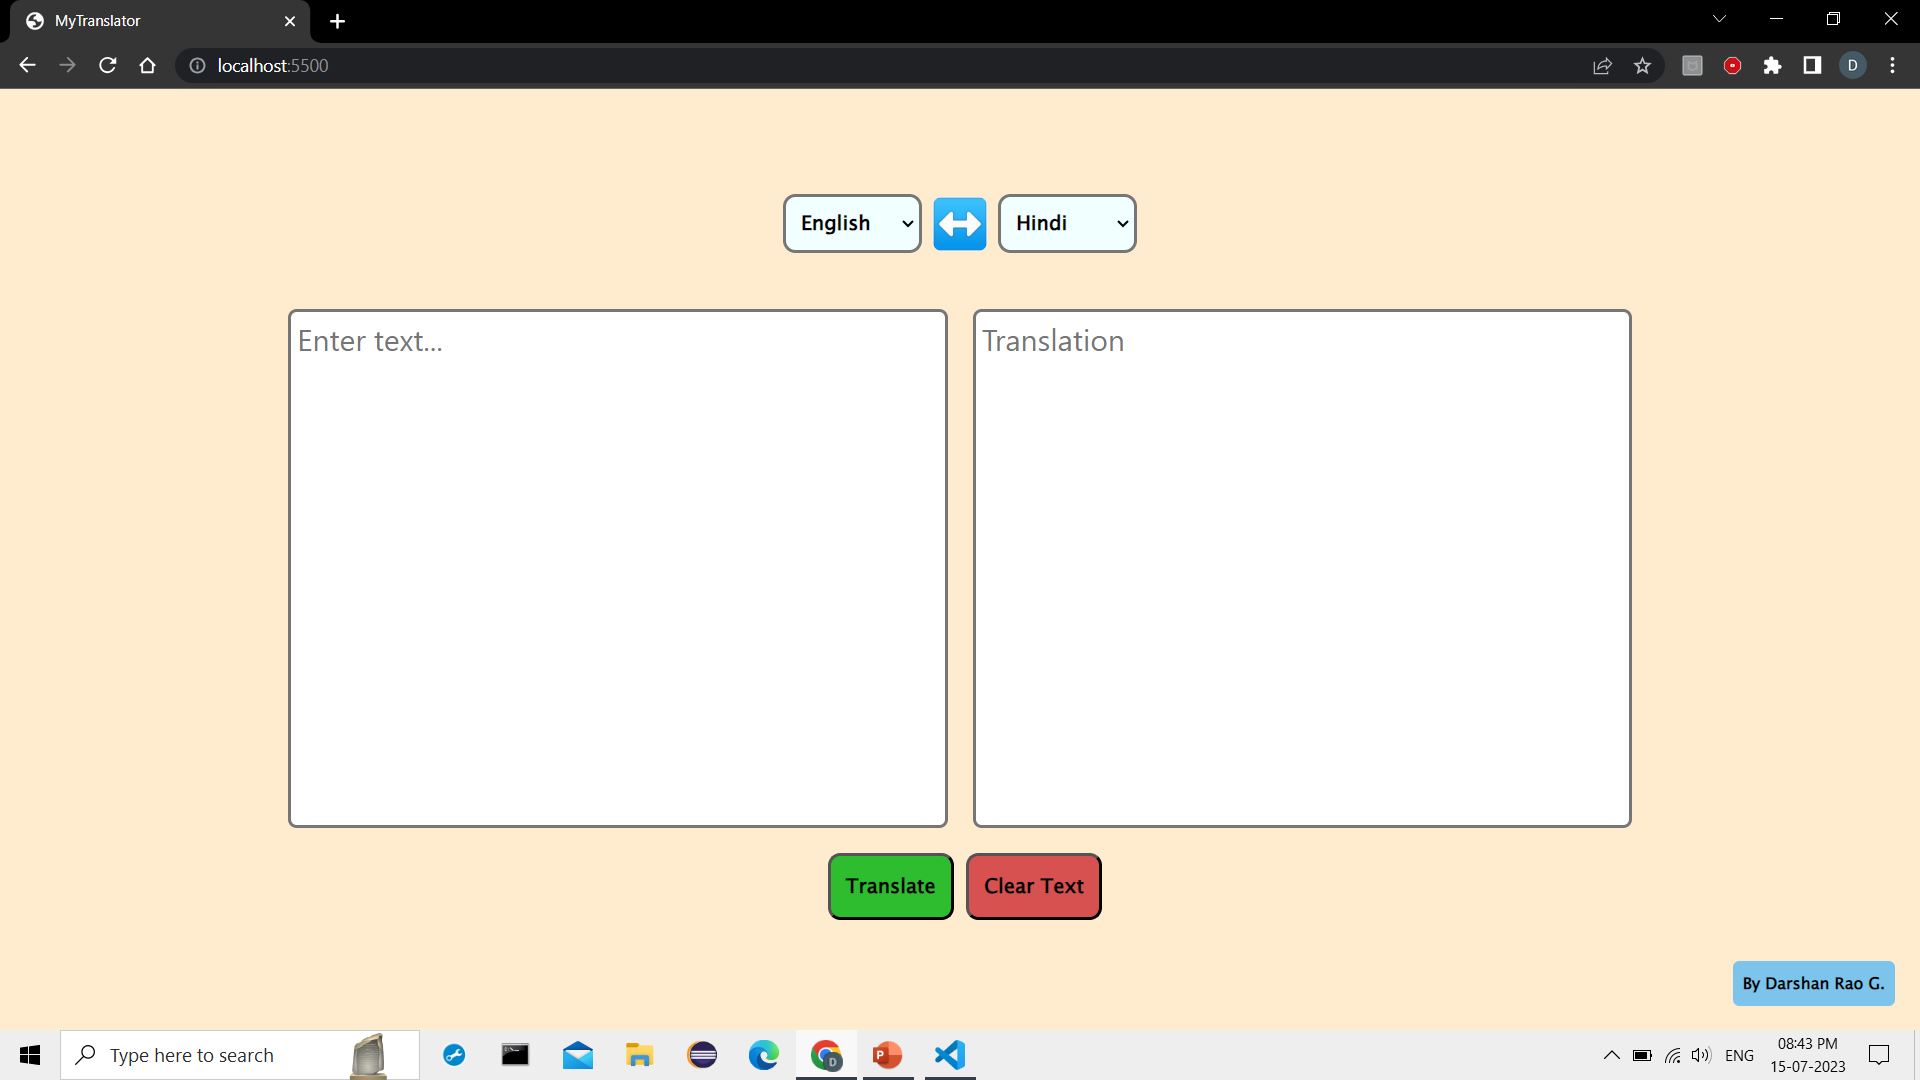 MyTranslator
localhost:5500
D
English
Hindi
Enter text...
Translation
Translate
Clear Text
By Darshan Rao G.
Type here to search
D
P
ENG
08:43 PM
15-07-2023